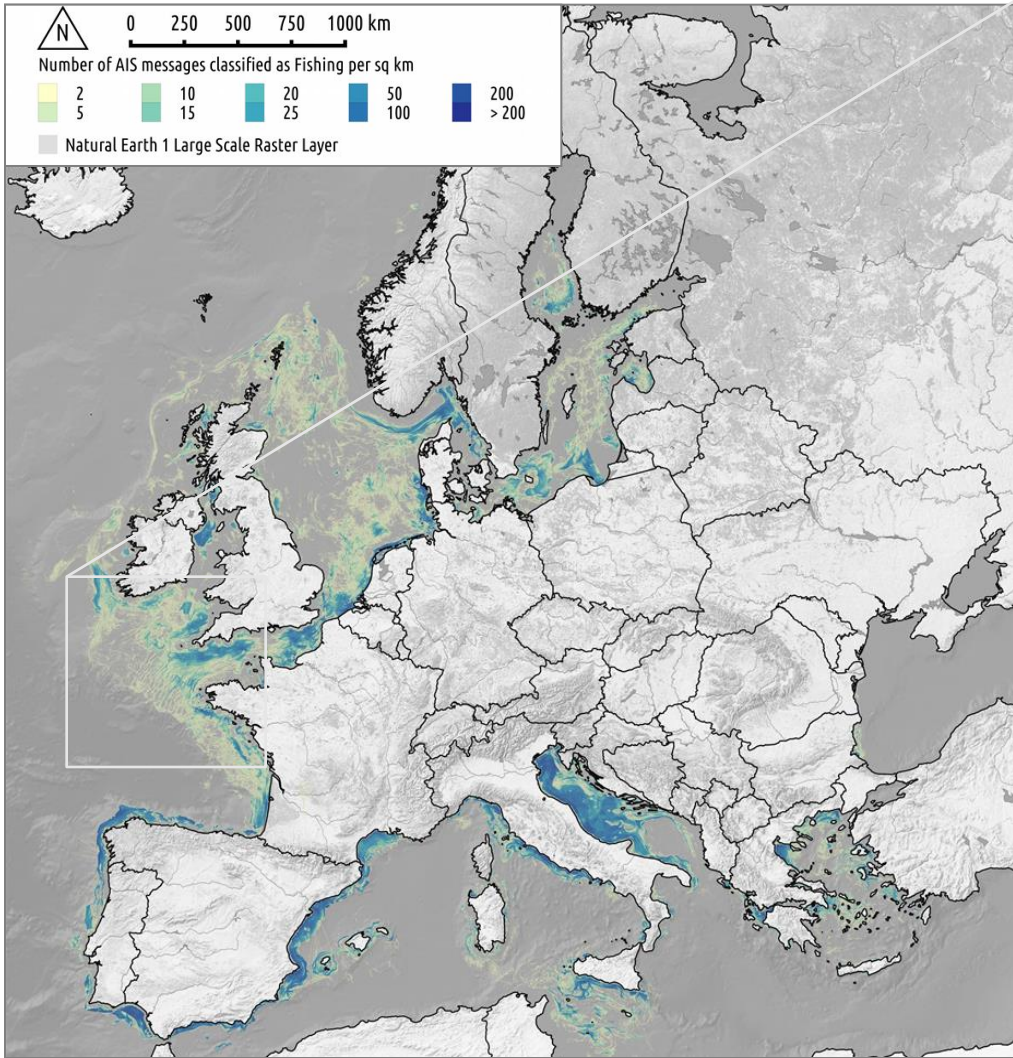 N
0 250 500 750 1000 km
Number of AIS messages classified as Fishing per sq km
2 10 20 50 200
5 15 25 100 > 200
Natural Earth 1 Large Scale Raster Layer